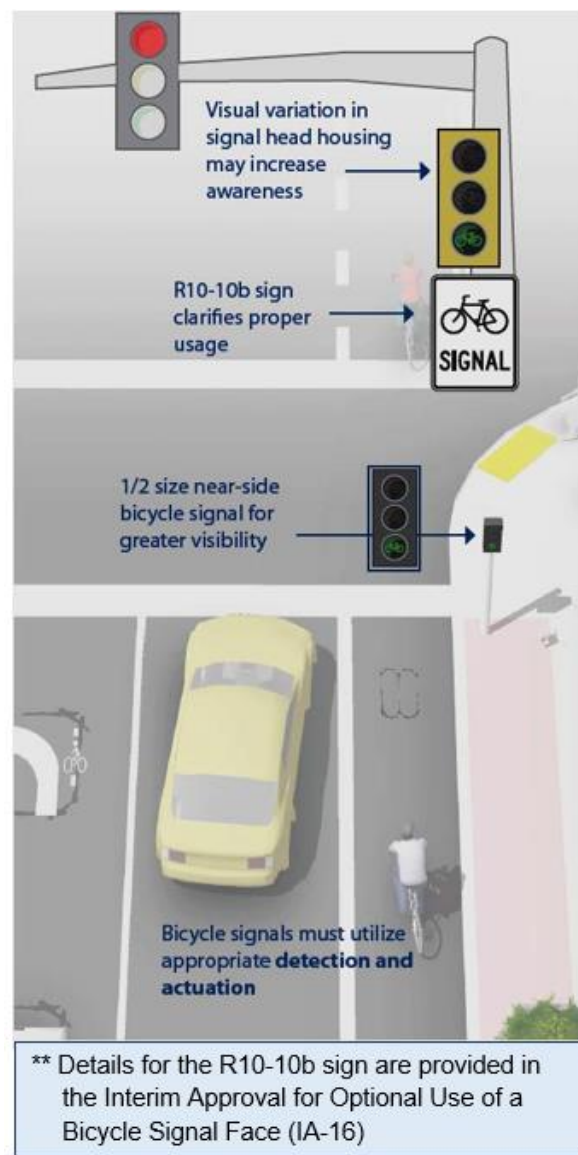 Visual variation in
signal head housing
may increase
awareness
R10-10b sign
clarifies proper
usage
SIGNAL
1/2 size near-side
bicycle signal for
greater visibility
Bicycle signals must utilize
appropriate detection and
actuation
** Details for the R10-10b sign are provided in
the Interim Approval for Optional Use of a
Bicycle Signal Face (IA-16)